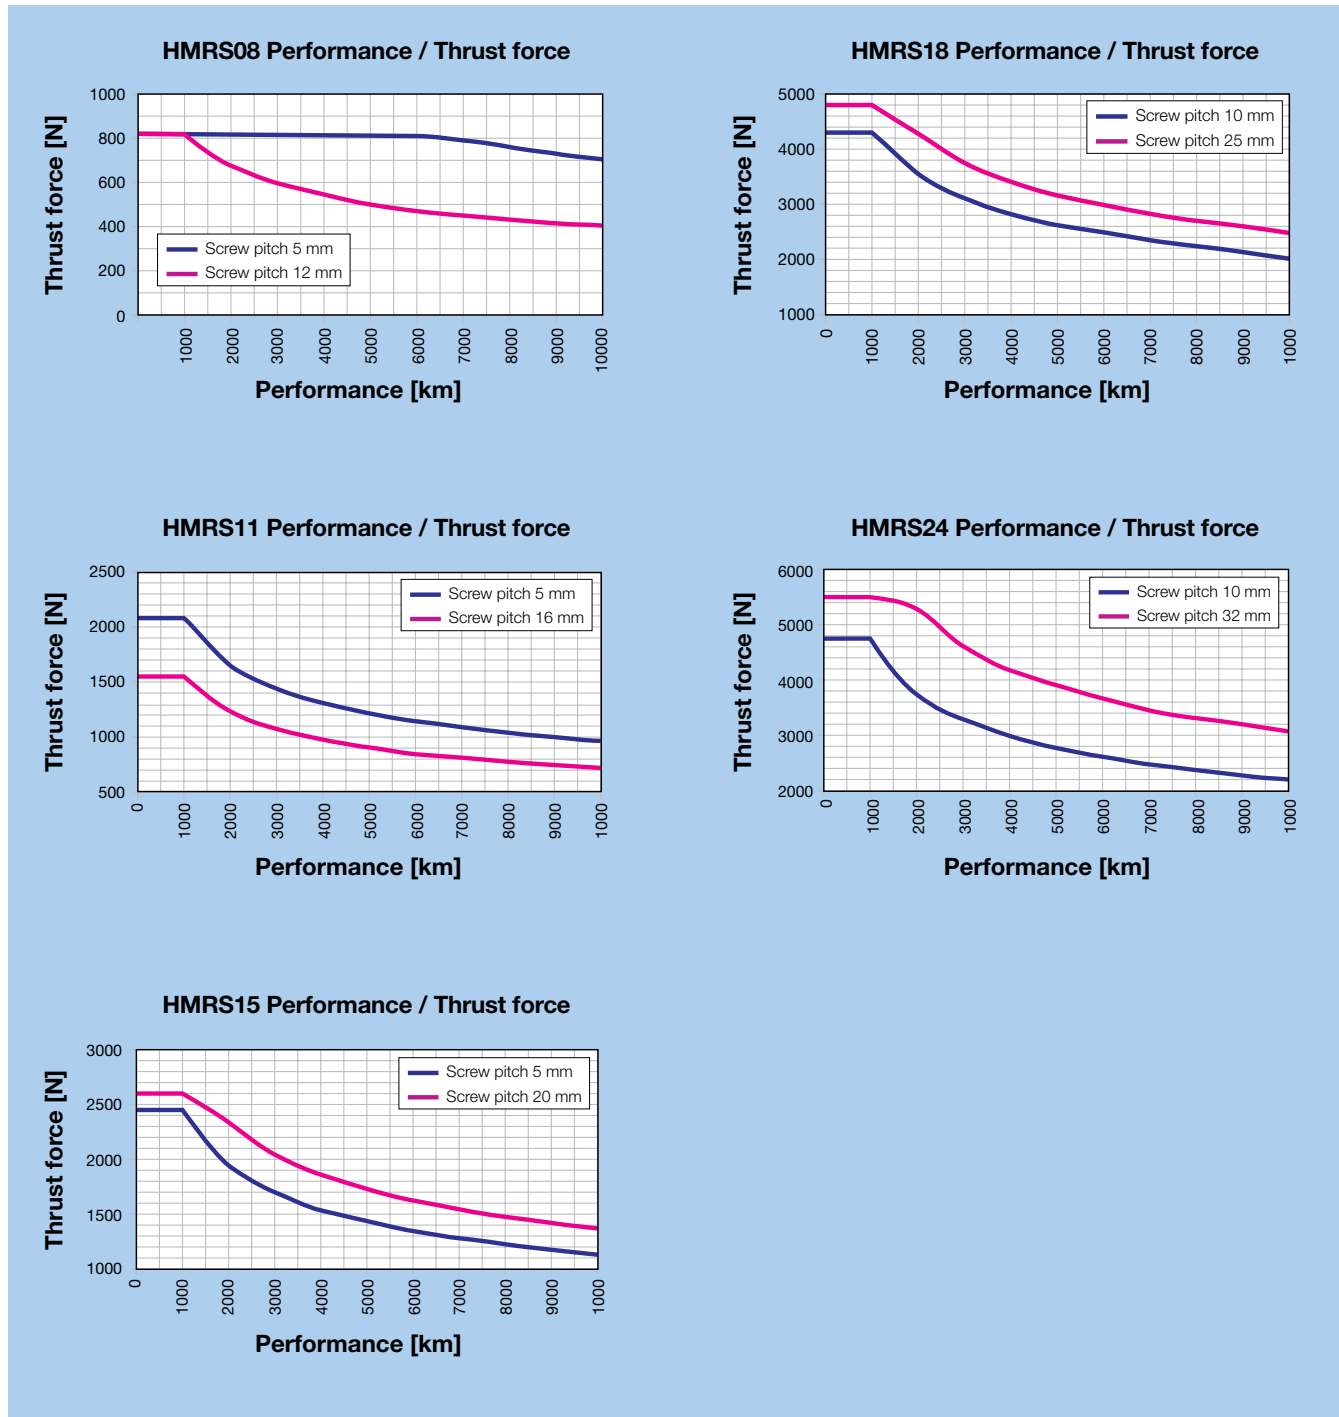 HMRS08 Performance / Thrust force
Thrust force [N]
1000
800
600
400
200
0
Screw pitch 5 mm
Screw pitch 12 mm
1000 2000 3000 4000 5000 6000 7000 8000 9000 10000
Performance [km]
HMRS18 Performance / Thrust force
Thrust force [N]
5000
4000
3000
2000
1000
Screw pitch 10 mm
Screw pitch 25 mm
0 1000 2000 3000 4000 5000 6000 7000 8000 9000 1000
Performance [km]
HMRS11 Performance / Thrust force
Thrust force [N]
2500
2000
1500
1000
500
Screw pitch 5 mm
Screw pitch 16 mm
0 1000 2000 3000 4000 5000 6000 7000 8000 9000 1000
Performance [km]
HMRS24 Performance / Thrust force
Thrust force [N]
6000
5000
4000
3000
2000
Screw pitch 10 mm
Screw pitch 32 mm
0 1000 2000 3000 4000 5000 6000 7000 8000 9000 1000
Performance [km]
HMRS15 Performance / Thrust force
Thrust force [N]
3000
2500
2000
1500
1000
Screw pitch 5 mm
Screw pitch 20 mm
0 1000 2000 3000 4000 5000 6000 7000 8000 9000 1000
Performance [km]